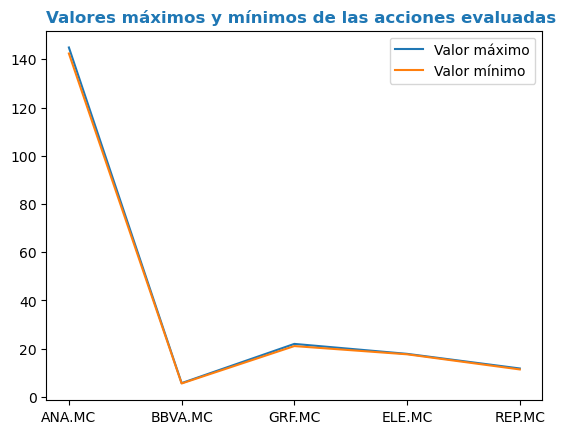 Valores máximos y mínimos de las acciones evaluadas
Valor máximo
Valor mínimo
140
120
100
80
60
40
20
0
ANA.MC BBVA.MC GRF.MC ELE.MC REP.MC